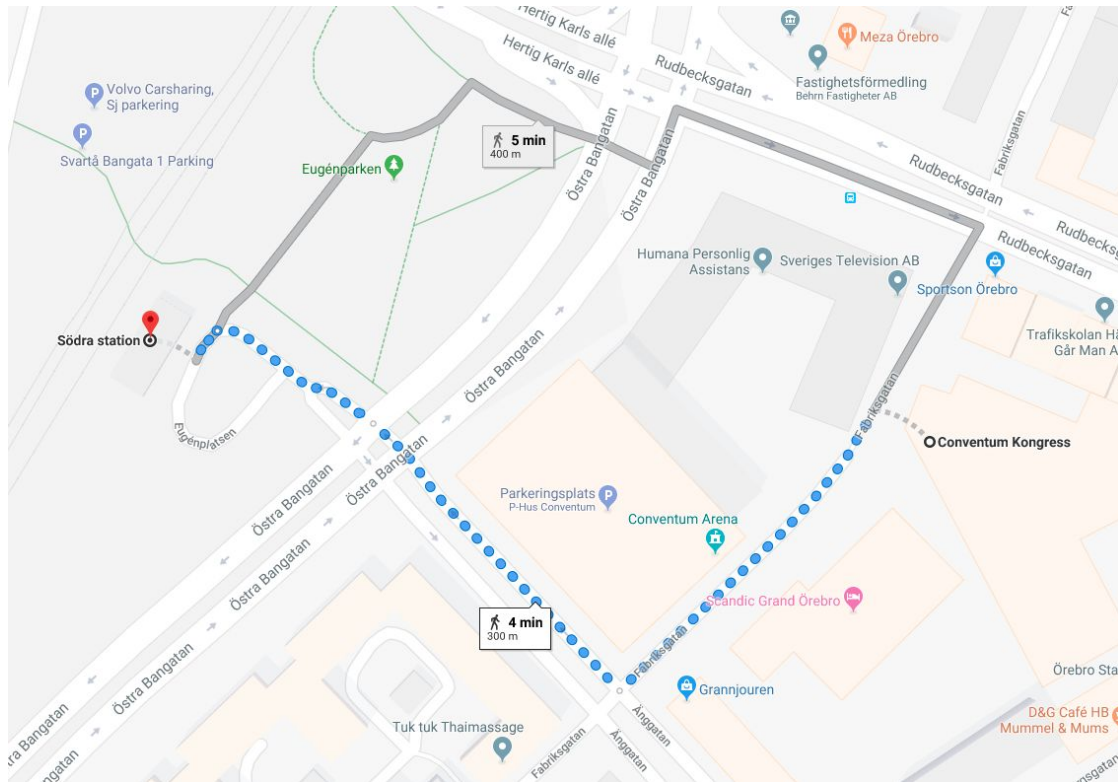 Hertig Karls allé
Hertig Karls allé
Rudbecksgatan
Meza Örebro
Fastighetsförmedling
Behrn Fastigheter AB
Volvo Carsharing,
Sj parkering
Svartå Bangata 1 Parking
5 min
400 m
Eugénparken
Östra Bangatan
Östra Bangatan
Fabriksgatan
Rudbecksgatan
Rudbecksgatan
Rudbecksgatan
Humana Personlig
Assistans
Sveriges Television AB
Sportson Örebro
Trafikskolan
Går Man A
Södra station
Östra Bangatan
Eugénplatsen
Fabriksgatan
Conventum Kongress
Östra Bangatan
Östra Bangatan
Parkeringsplats
P-Hus Conventum
Conventum Arena
Östra Bangatan
Scandic Grand Örebro
4 min
300 m
Fabriksgatan
Östra Bangatan
Grannjouren
Örebro Sta
Änggatan
Änggatan
D&G Café HB
Mummel & Mums
Tuk tuk Thaimassage
Fabriksgatan
Östra Bangatan